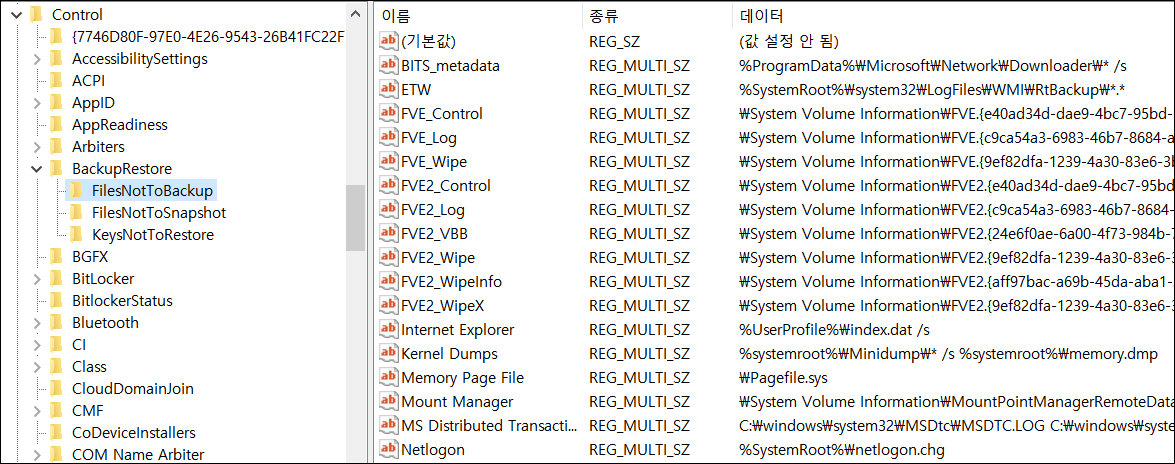 Control
{7746D80F-97E0-4E26-9543-26B41FC22F
AccessibilitySettings
ACPI
AppID
AppReadiness
Arbiters
BackupRestore
FilesNotToBackup
FilesNotToSnapshot
KeysNotToRestore
BGFX
BitLocker
BitlockerStatus
Bluetooth
CI
Class
CloudDomainJoin
CMF
CoDeviceInstallers
COM Name Arbiter
이름 종류 데이터
(기본값) REG_SZ (값 설정 안 됨)
BITS_metadata REG_MULTI_SZ %ProgramData%₩Microsoft₩Network₩Downloader₩* /s
ETW REG_MULTI_SZ %SystemRoot%₩system32₩LogFiles₩WMI₩RtBackup₩*.*
FVE_Control REG_MULTI_SZ ₩System Volume Information₩FVE.{e40ad34d-dae9-4bc7-95bd-
FVE_Log REG_MULTI_SZ ₩System Volume Information₩FVE.{c9ca54a3-6983-46b7-8684-a
FVE_Wipe REG_MULTI_SZ ₩System Volume Information₩FVE.{9ef82dfa-1239-4a30-83e6-3
FVE2_Control REG_MULTI_SZ ₩System Volume Information₩FVE2.{e40ad34d-dae9-4bc7-95bd
FVE2_Log REG_MULTI_SZ ₩System Volume Information₩FVE2.{c9ca54a3-6983-46b7-8684-
FVE2_VBB REG_MULTI_SZ ₩System Volume Information₩FVE2.{24e6f0ae-6a00-4f73-984b-7
FVE2_Wipe REG_MULTI_SZ ₩System Volume Information₩FVE2.{9ef82dfa-1239-4a30-83e6-3
FVE2_WipeInfo REG_MULTI_SZ ₩System Volume Information₩FVE2.{aff97bac-a69b-45da-aba1-
FVE2_WipeX REG_MULTI_SZ ₩System Volume Information₩FVE2.{9ef82dfa-1239-4a30-83e6-3
Internet Explorer REG_MULTI_SZ %UserProfile%₩index.dat /s
Kernel Dumps REG_MULTI_SZ %systemroot%₩Minidump₩* /s %systemroot%₩memory.dmp
Memory Page File REG_MULTI_SZ ₩Pagefile.sys
Mount Manager REG_MULTI_SZ ₩System Volume Information₩MountPointManagerRemoteData
MS Distributed Transacti... REG_MULTI_SZ C:₩windows₩system32₩MSDtc₩MSDTC.LOG C:₩windows₩syste
Netlogon REG_MULTI_SZ %SystemRoot%₩netlogon.chg